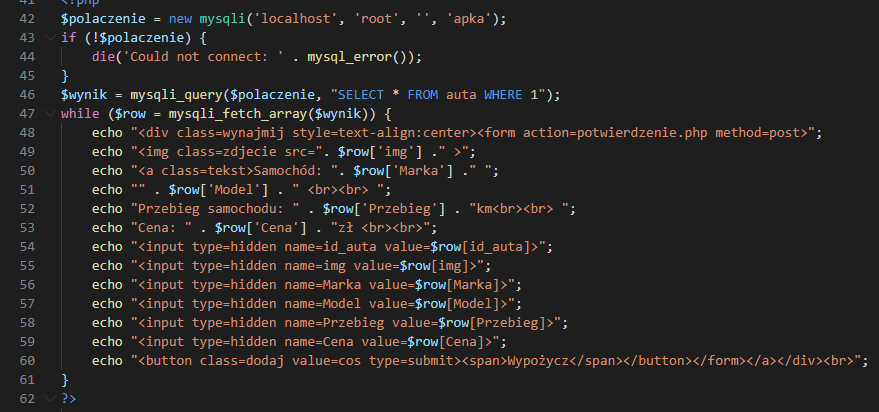 41 <?php
42 $polaczenie = new mysqli('localhost', 'root', '', 'apka');
43 if (!$polaczenie) {
44     die('Could not connect: ' . mysql_error());
45 }
46 $wynik = mysqli_query($polaczenie, "SELECT * FROM auta WHERE 1");
47 while ($row = mysqli_fetch_array($wynik)) {
48     echo "<div class=wynajmij style=text-align:center><form action=potwierdzenie.php method=post>";
49     echo "<img class=zdjecie src=". $row['img'] ." >";
50     echo "<a class=tekst>Samochód: ". $row['Marka'] ." ";
51     echo "" . $row['Model'] . " <br><br> ";
52     echo "Przebieg samochodu: " . $row['Przebieg'] . "km<br><br> ";
53     echo "Cena: " . $row['Cena'] . "zł <br><br>";
54     echo "<input type=hidden name=id_auta value=$row[id_auta]>";
55     echo "<input type=hidden name=img value=$row[img]>";
56     echo "<input type=hidden name=Marka value=$row[Marka]>";
57     echo "<input type=hidden name=Model value=$row[Model]>";
58     echo "<input type=hidden name=Przebieg value=$row[Przebieg]>";
59     echo "<input type=hidden name=Cena value=$row[Cena]>";
60     echo "<button class=dodaj value=cos type=submit><span>Wypożycz</span></button></form></a></div><br>";
61 }
62 ?>